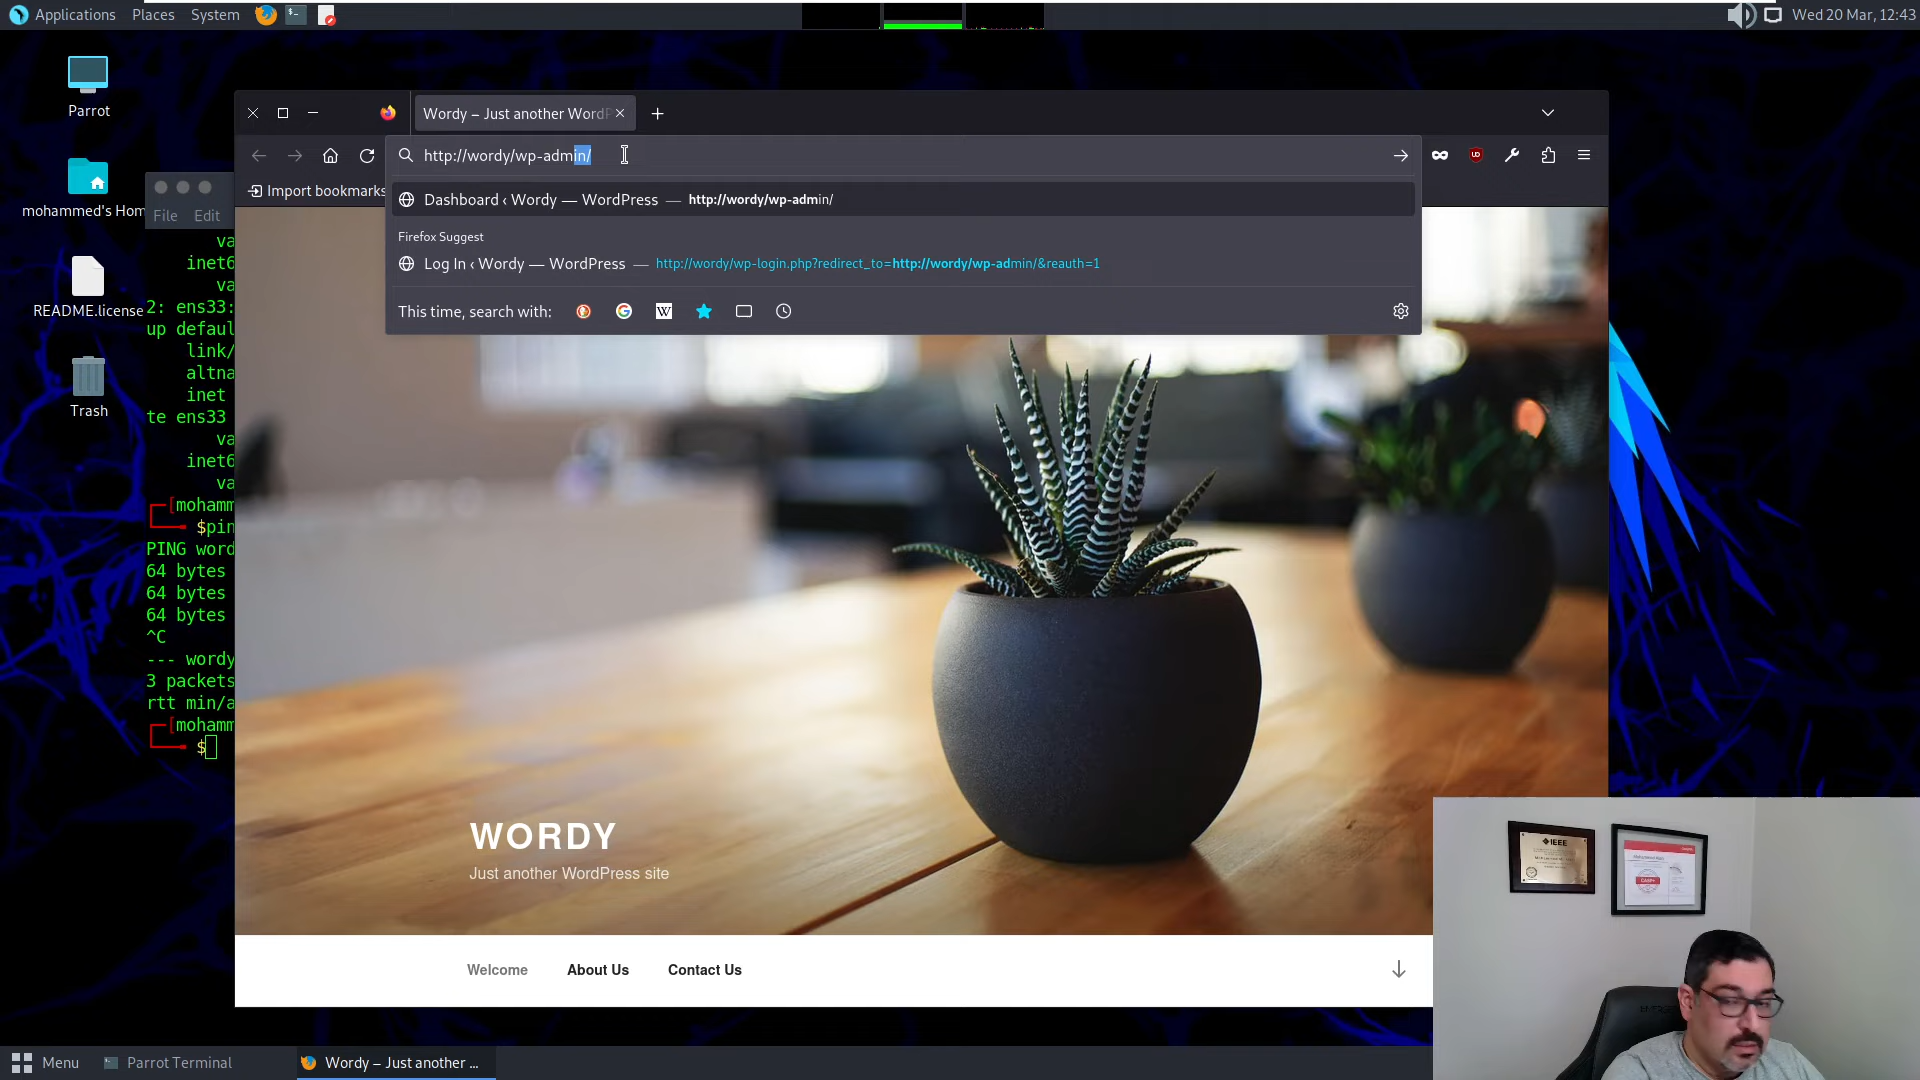 Applications Places System
Wed 20 Mar, 12:43
Parrot
mohammed's Hom
README.license
Trash
Wordy – Just another WordP
http://wordy/wp-admin/
Import bookmarks
Dashboard ‹ Wordy — WordPress — http://wordy/wp-admin/
Firefox Suggest
Log In ‹ Wordy — WordPress — http://wordy/wp-login.php?redirect_to=http://wordy/wp-admin/&reauth=1
This time, search with:
File Edit
va
inet6
va
2: ens33:
up defaul
link/
altna
inet
te ens33
va
inet6
va
[mohamm
$pin
PING word
64 bytes
64 bytes
64 bytes
^C
--- wordy
3 packets
rtt min/a
[mohamm
$
WORDY
Just another WordPress site
Welcome About Us Contact Us
IEEE
Menu Parrot Terminal Wordy – Just another ...